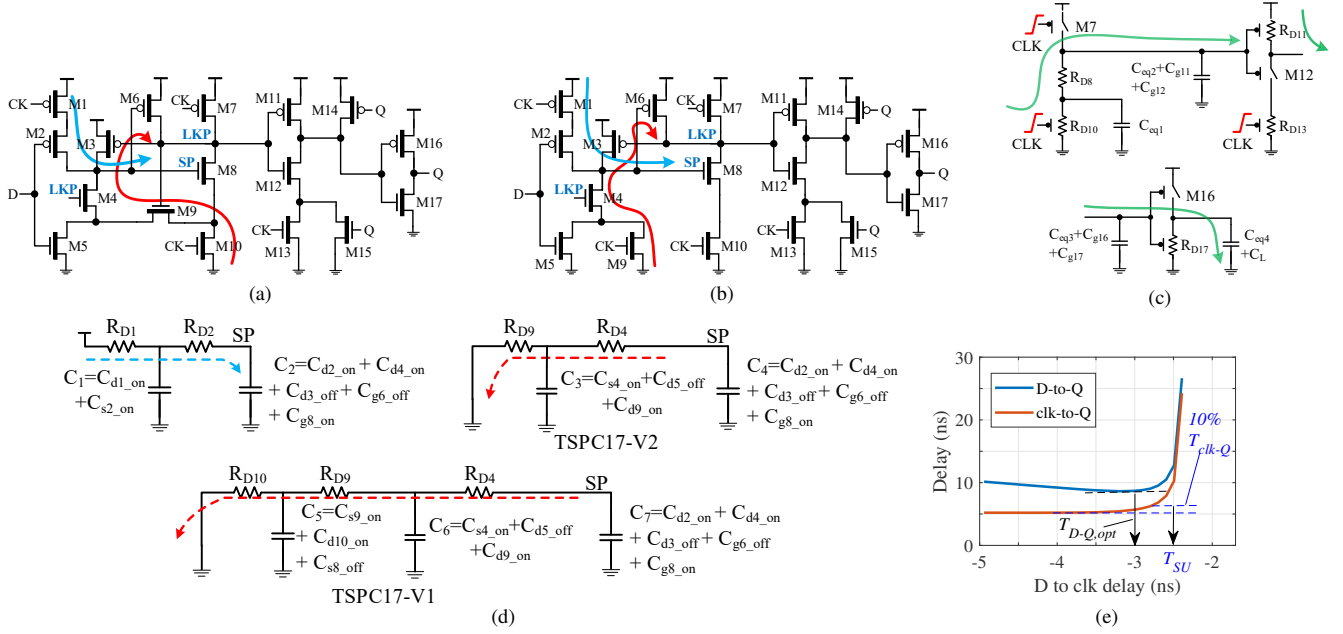 M1
CK
M2
M3
M6
CK
M7
LKP
SP
M8
D
LKP
M4
M9
M5
CK
M10
M11
M14
Q
M12
M16
Q
M17
CK
M13
Q
M15
(a)
M1
CK
M2
M3
M6
CK
M7
LKP
SP
M8
D
LKP
M4
M5
CK
M9
CK
M10
M11
M14
Q
M12
M16
Q
M17
CK
M13
Q
M15
(b)
CLK
M7
R_D11
R_D8
C_eq2+C_g11
+C_g12
M12
CLK
R_D10
C_eq1
CLK
R_D13
M16
C_eq3+C_g16
+C_g17
R_D17
C_eq4
+C_L
(c)
R_D1
R_D2
SP
C_1=C_d1_on
+C_s2_on
C_2=C_d2_on + C_d4_on
+ C_d3_off + C_g6_off
+ C_g8_on
R_D9
R_D4
SP
C_3=C_s4_on+C_d5_off
+C_d9_on
C_4=C_d2_on + C_d4_on
+ C_d3_off + C_g6_off
+ C_g8_on
TSPC17-V2
R_D10
R_D9
R_D4
SP
C_5=C_s9_on
+ C_d10_on
+ C_s8_off
C_6=C_s4_on+C_d5_off
+C_d9_on
C_7=C_d2_on + C_d4_on
+ C_d3_off + C_g6_off
+ C_g8_on
TSPC17-V1
(d)
30
20
10
0
Delay (ns)
D-to-Q
clk-to-Q
10%
T_clk-Q
T_D-Q,opt
T_SU
-5
-4
-3
-2
D to clk delay (ns)
(e)